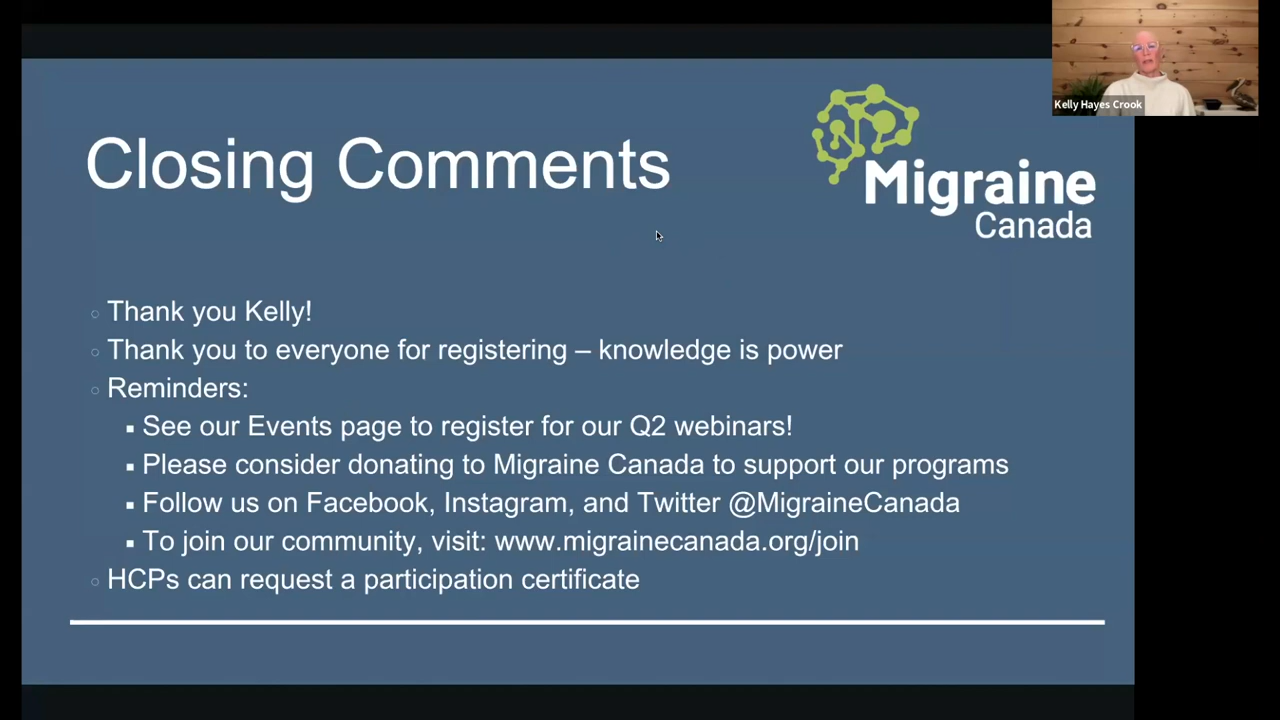 Kelly Hayes Crook
Closing Comments
Migraine
Canada
Thank you Kelly!
Thank you to everyone for registering – knowledge is power
Reminders:
See our Events page to register for our Q2 webinars!
Please consider donating to Migraine Canada to support our programs
Follow us on Facebook, Instagram, and Twitter @MigraineCanada
To join our community, visit: www.migrainecanada.org/join
HCPs can request a participation certificate